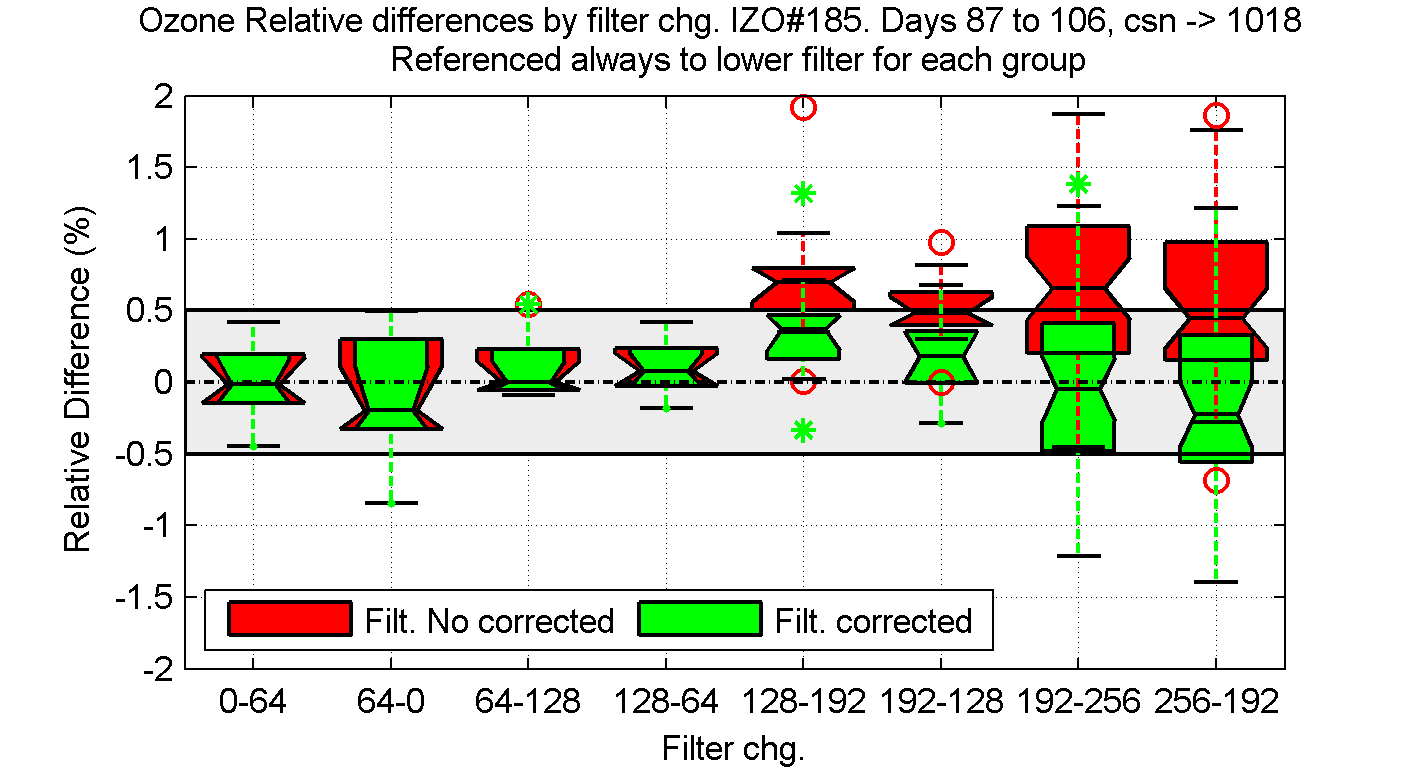 Ozone Relative differences by filter chg. IZO#185. Days 87 to 106, csn -> 1018
Referenced always to lower filter for each group
Relative Difference (%)
2
1.5
1
0.5
0
-0.5
-1
-1.5
-2
Filt. No corrected
Filt. corrected
0-64 64-0 64-128 128-64 128-192 192-128 192-256 256-192
Filter chg.